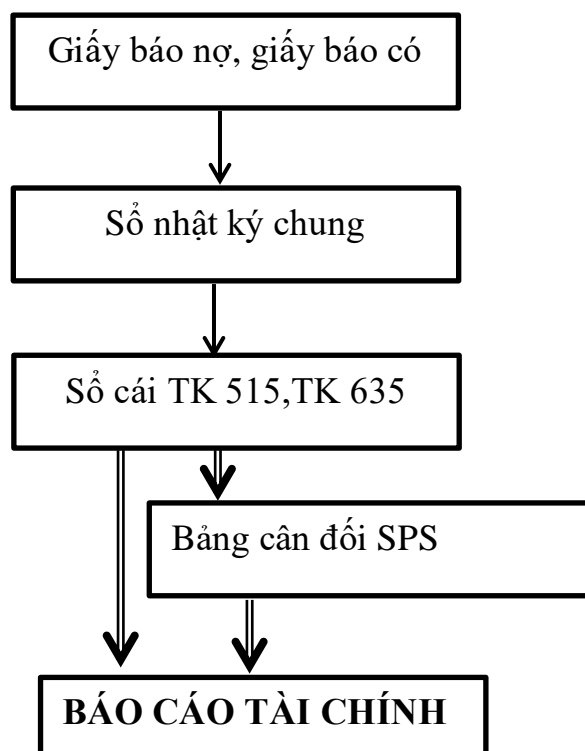 Giấy báo nợ, giấy báo có
Sổ nhật ký chung
Sổ cái TK 515,TK 635
Bảng cân đối SPS
BÁO CÁO TÀI CHÍNH